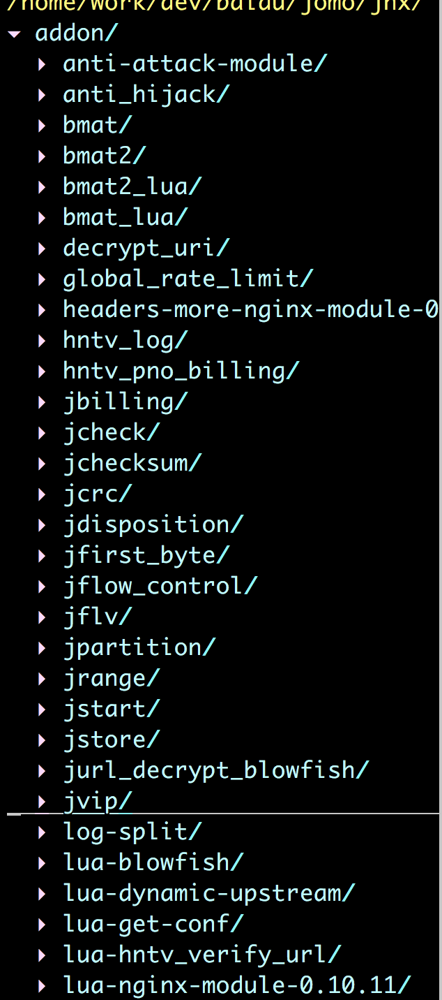 /home/work/dev/baidu/jomo/jnx/
addon/
anti-attack-module/
anti_hijack/
bmat/
bmat2/
bmat2_lua/
bmat_lua/
decrypt_uri/
global_rate_limit/
headers-more-nginx-module-0
hntv_log/
hntv_pno_billing/
jbilling/
jcheck/
jchecksum/
jcrc/
jdisposition/
jfirst_byte/
jflow_control/
jflv/
jpartition/
jrange/
jstart/
jstore/
jurl_decrypt_blowfish/
jvip/
log-split/
lua-blowfish/
lua-dynamic-upstream/
lua-get-conf/
lua-hntv_verify_url/
lua-nginx-module-0.10.11/